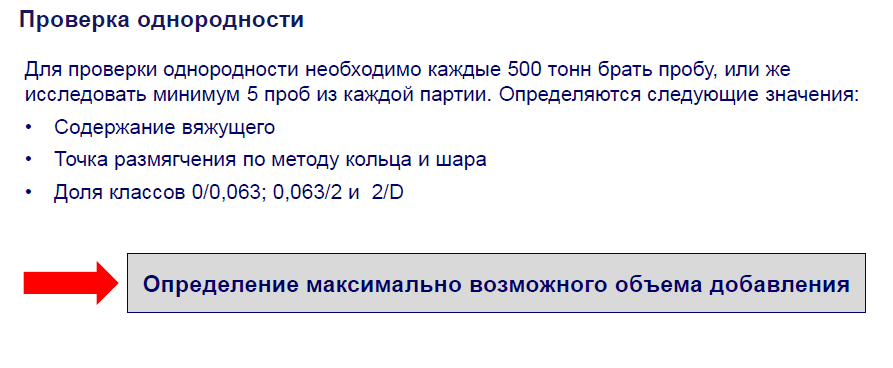 Проверка однородности
Для проверки однородности необходимо каждые 500 тонн брать пробу, или же
исследовать минимум 5 проб из каждой партии. Определяются следующие значения:
• Содержание вяжущего
• Точка размягчения по методу кольца и шара
• Доля классов 0/0,063; 0,063/2 и 2/D
Определение максимально возможного объема добавления